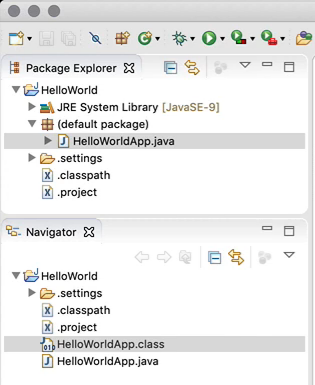 Package Explorer
HelloWorld
JRE System Library [JavaSE-9]
(default package)
HelloWorldApp.java
.settings
.classpath
.project
Navigator
HelloWorld
.settings
.classpath
.project
HelloWorldApp.class
HelloWorldApp.java